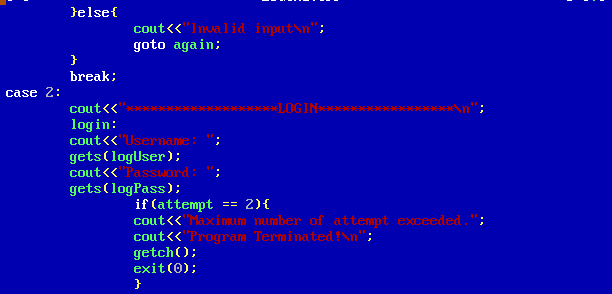 }else{
cout<<"Invalid input\n";
goto again;
}
break;
case 2:
cout<<"*********************LOGIN******************\n";
login:
cout<<"Username: ";
gets(logUser);
cout<<"Password: ";
gets(logPass);
if(attempt == 2){
cout<<"Maximum number of attempt exceeded.";
cout<<"Program Terminated!\n";
getch();
exit(0);
}